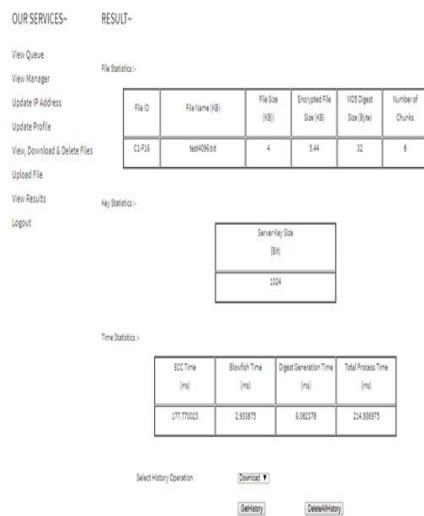 OUR SERVICES~
View Queue
View Manager
Update IP Address
Update Profile
View, Download & Delete Files
Upload File
View Results
Logout
RESULT~
File Statistics :-
File ID File Name (KB) File Size (KB)) Encrypted File Size (KB) MD5 Digest Size (Byte) Number of Chunks
C1-F16 test4096.txt 4 5.44 32 8
Key Statistics :-
Server Key Size
(Bit)
1024
Time Statistics :-
ECC Time (ms) Blowfish Time (ms) Digest Generation Time (ms) Total Process Time (ms)
177.770023 2.933875 6.082378 214.938975
Select History Operation Download ▼
GetHistory DeleteAllHistory